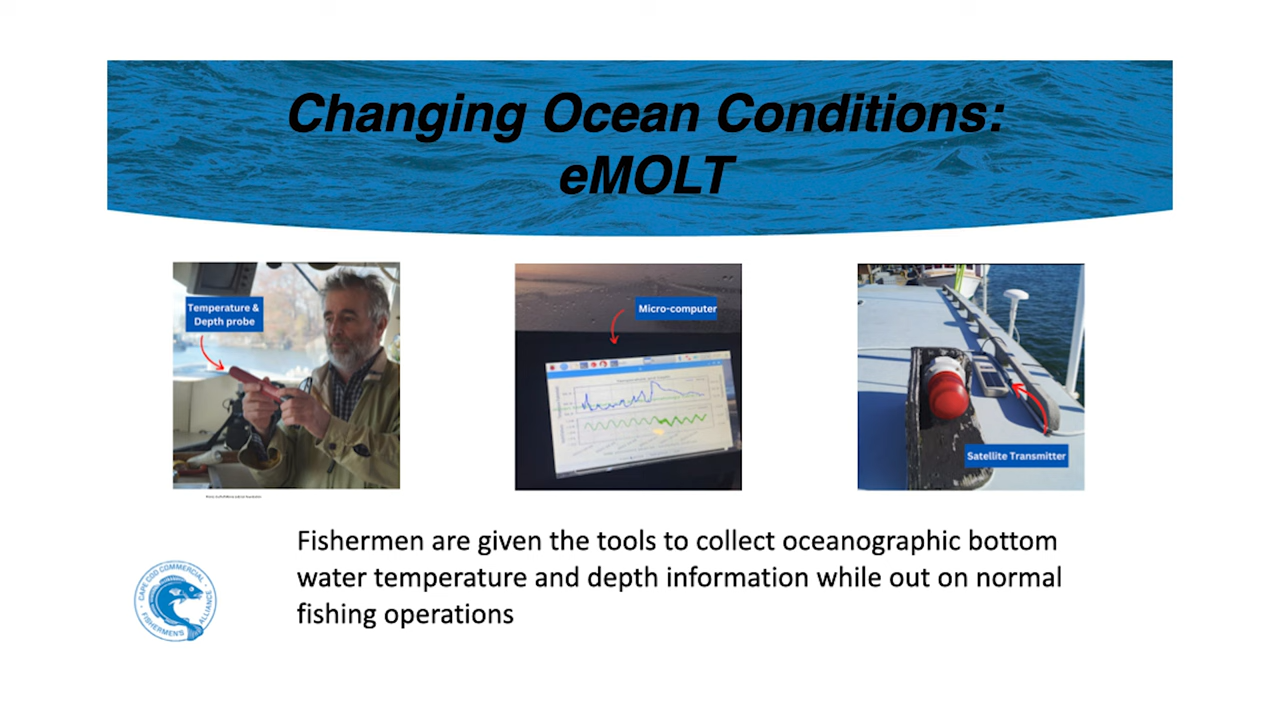 Changing Ocean Conditions:
eMOLT
Temperature &
Depth probe
Micro-computer
Satellite Transmitter
Fishermen are given the tools to collect oceanographic bottom
water temperature and depth information while out on normal
fishing operations
CAPE COD COMMERCIAL
FISHERMEN'S
ALLIANCE